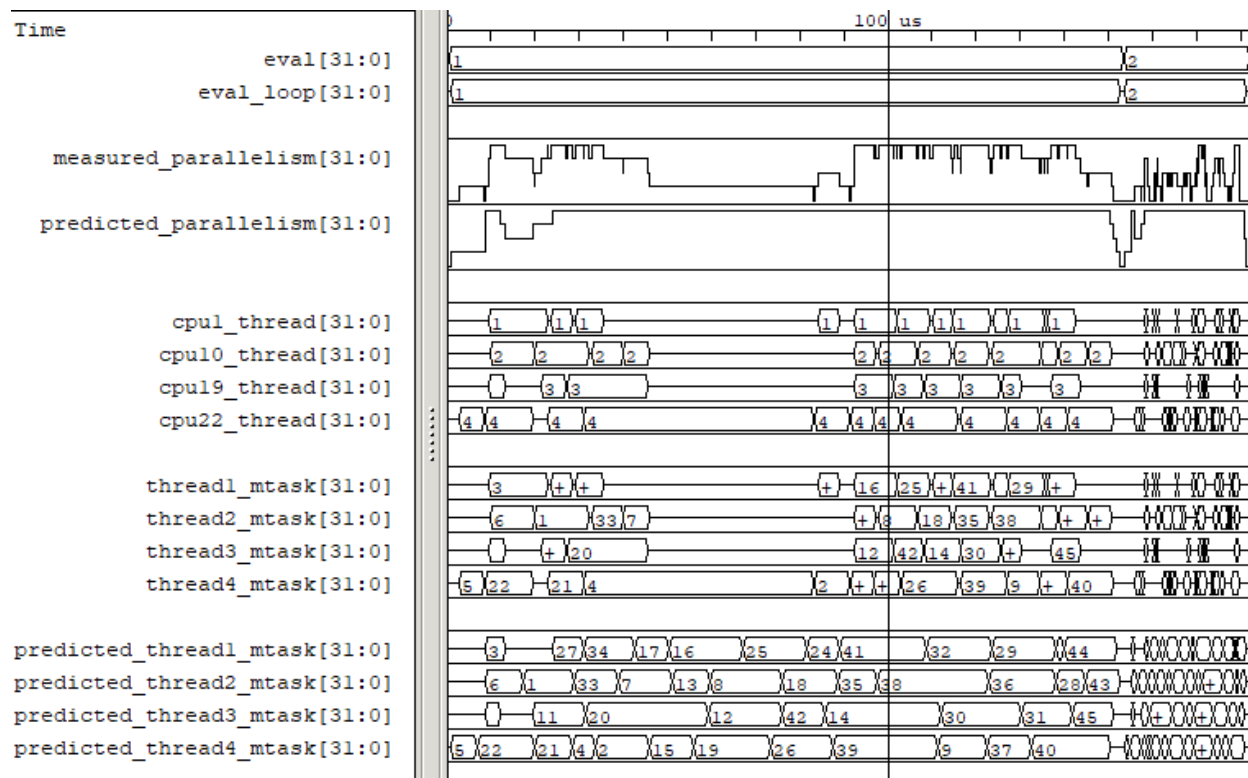 Time 100 us
eval[31:0] 1 2
eval_loop[31:0] 1 2
measured_parallelism[31:0]
predicted_parallelism[31:0]
cpu1_thread[31:0] 1 1 1 1 1 1 1 1 1 1
cpu10_thread[31:0] 2 2 2 2 2 2 2 2 2 2 2
cpu19_thread[31:0] 3 3 3 3 3 3 3 3
cpu22_thread[31:0] 4 4 4 4 4 4 4 4 4 4 4 4
thread1_mtask[31:0] 3 + + + 16 25 + 41 29 +
thread2_mtask[31:0] 6 1 33 7 + 8 18 35 38 + +
thread3_mtask[31:0] + 20 12 42 14 30 + 45
thread4_mtask[31:0] 5 22 21 4 2 + + 26 39 9 + 40
predicted_thread1_mtask[31:0] 3 27 34 17 16 25 24 41 32 29 44
predicted_thread2_mtask[31:0] 6 1 33 7 13 8 18 35 38 36 28 43 +
predicted_thread3_mtask[31:0] 11 20 12 42 14 30 31 45 + +
predicted_thread4_mtask[31:0] 5 22 21 4 2 15 19 26 39 9 37 40 +